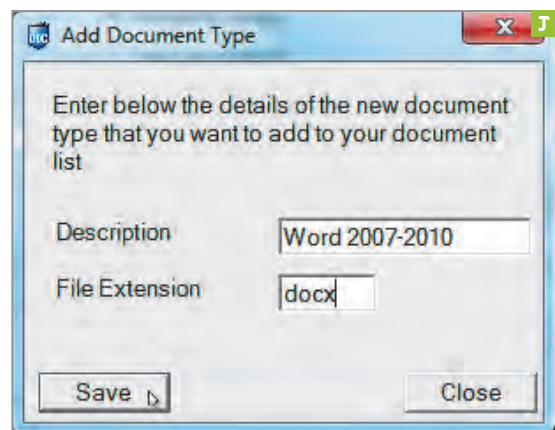 J
DOC Add Document Type
Enter below the details of the new document
type that you want to add to your document
list
Description Word 2007-2010
File Extension docx
Save Close